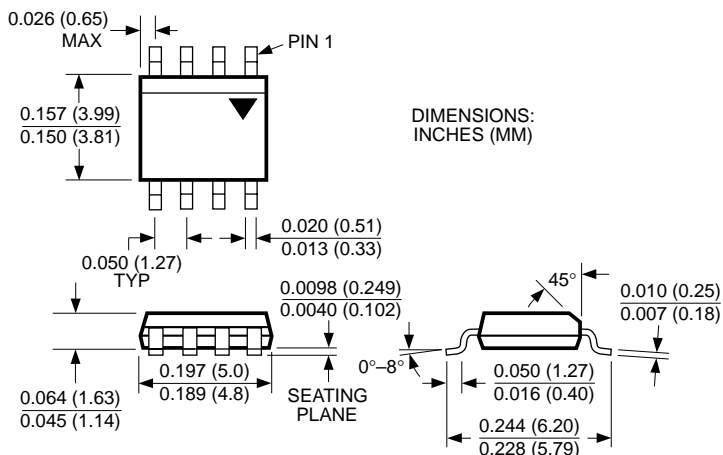 0.026 (0.65)
MAX
PIN 1
0.157 (3.99)
0.150 (3.81)
DIMENSIONS:
INCHES (MM)
0.020 (0.51)
0.013 (0.33)
0.050 (1.27)
TYP
0.0098 (0.249)
0.0040 (0.102)
45°
0.010 (0.25)
0.007 (0.18)
0°–8°
0.064 (1.63)
0.045 (1.14)
0.197 (5.0)
0.189 (4.8)
SEATING
PLANE
0.050 (1.27)
0.016 (0.40)
0.244 (6.20)
0.228 (5.79)